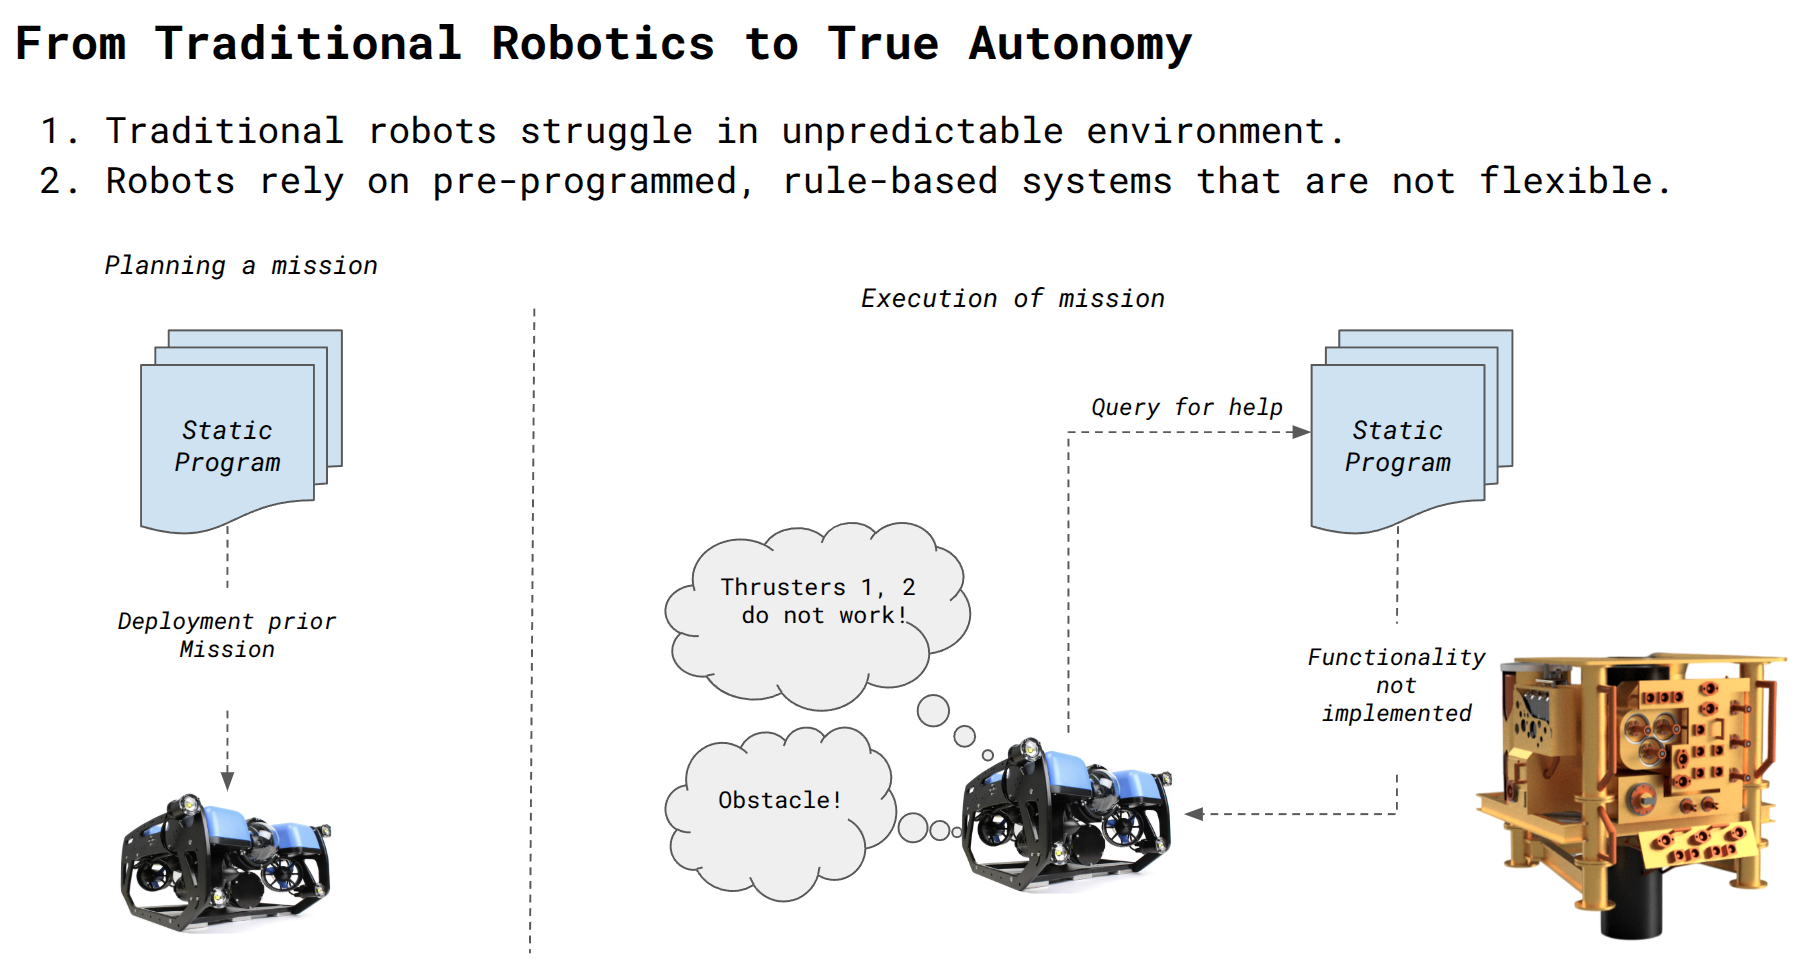 From Traditional Robotics to True Autonomy
1. Traditional robots struggle in unpredictable environment.
2. Robots rely on pre-programmed, rule-based systems that are not flexible.
Planning a mission
Static
Program
Deployment prior
Mission
Execution of mission
Query for help
Static
Program
Thrusters 1, 2
do not work!
Obstacle!
Functionality
not
implemented